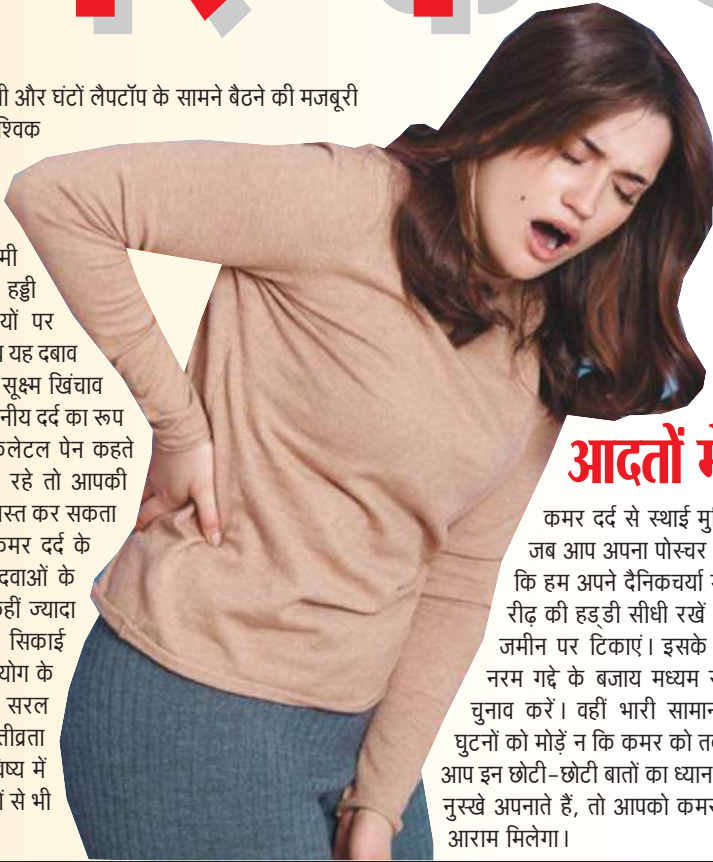 और घंटों लैपटॉप के सामने बैठने की मजबूरी
हड्डी
पर
यह दबाव
सूक्ष्म खिंचाव
दर्द का रूप
पेन कहते
रहे तो आपकी
कर सकता
कमर दर्द के
दवाओं के
ज्यादा
सिकाई
योग के
सरल
तीव्रता
में
से भी
आदतों
कमर दर्द से स्थाई
जब आप अपना पोस्चर
कि हम अपने दैनिकचर्या
रीढ़ की हड्डी सीधी रखें
जमीन पर टिकाएं। इसके
नरम गद्दे के बजाय मध्यम
चुनाव करें। वहीं भारी सामान
घुटनों को मोड़ें न कि कमर को
आप इन छोटी-छोटी बातों का ध्यान
नुस्खे अपनाते हैं, तो आपको कमर
आराम मिलेगा।